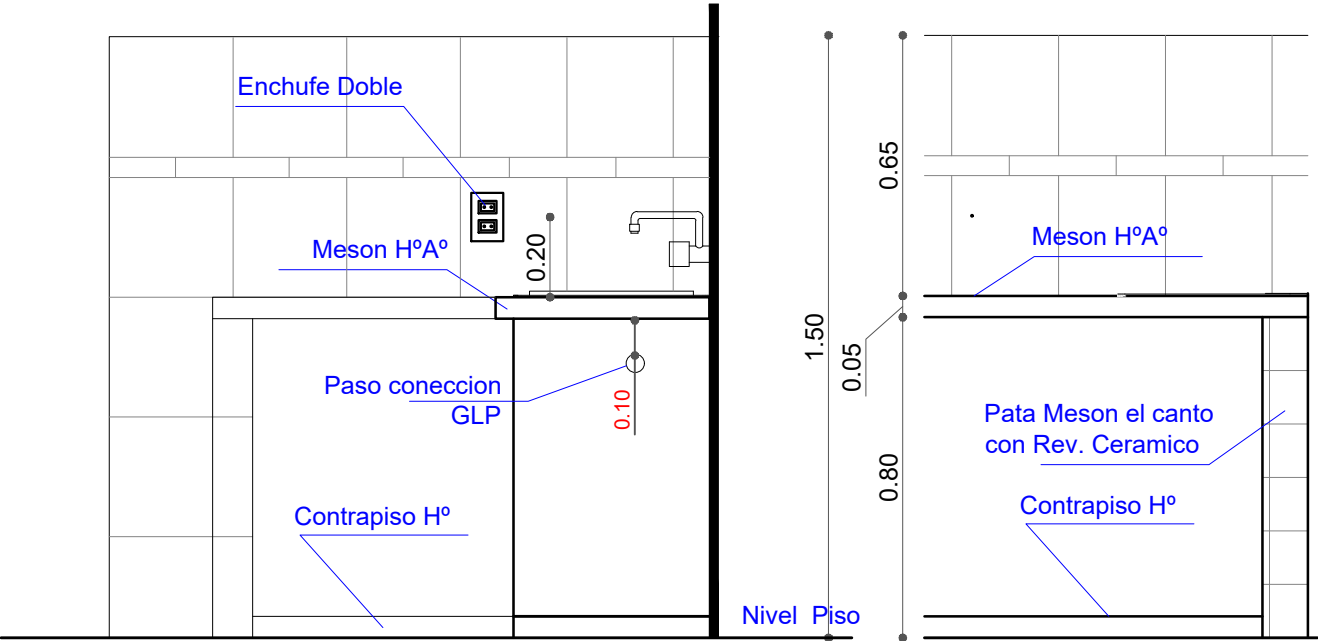 Enchufe Doble
Meson HºAº
0.20
Paso coneccion
GLP
0.10
Contrapiso Hº
Nivel Piso
1.50
0.65
0.05
0.80
Meson HºAº
Pata Meson el canto
con Rev. Ceramico
Contrapiso Hº